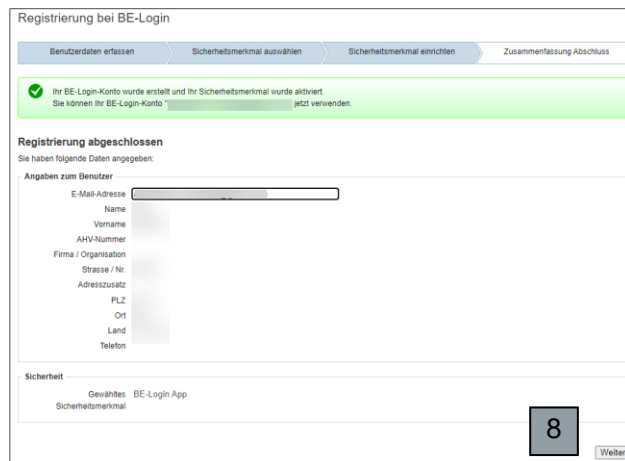 Registrierung bei BE-Login
Benutzerdaten erfassen Sicherheitsmerkmal auswählen Sicherheitsmerkmal einrichten Zusammenfassung Abschluss
Ihr BE-Login-Konto wurde erstellt und Ihr Sicherheitsmerkmal wurde aktiviert.
Sie können Ihr BE-Login-Konto " jetzt verwenden.
Registrierung abgeschlossen
Sie haben folgende Daten angegeben:
Angaben zum Benutzer
E-Mail-Adresse
Name
Vorname
AHV-Nummer
Firma / Organisation
Strasse / Nr.
Adresszusatz
PLZ
Ort
Land
Telefon
Sicherheit
Gewähltes BE-Login App
Sicherheitsmerkmal
8
Weiter